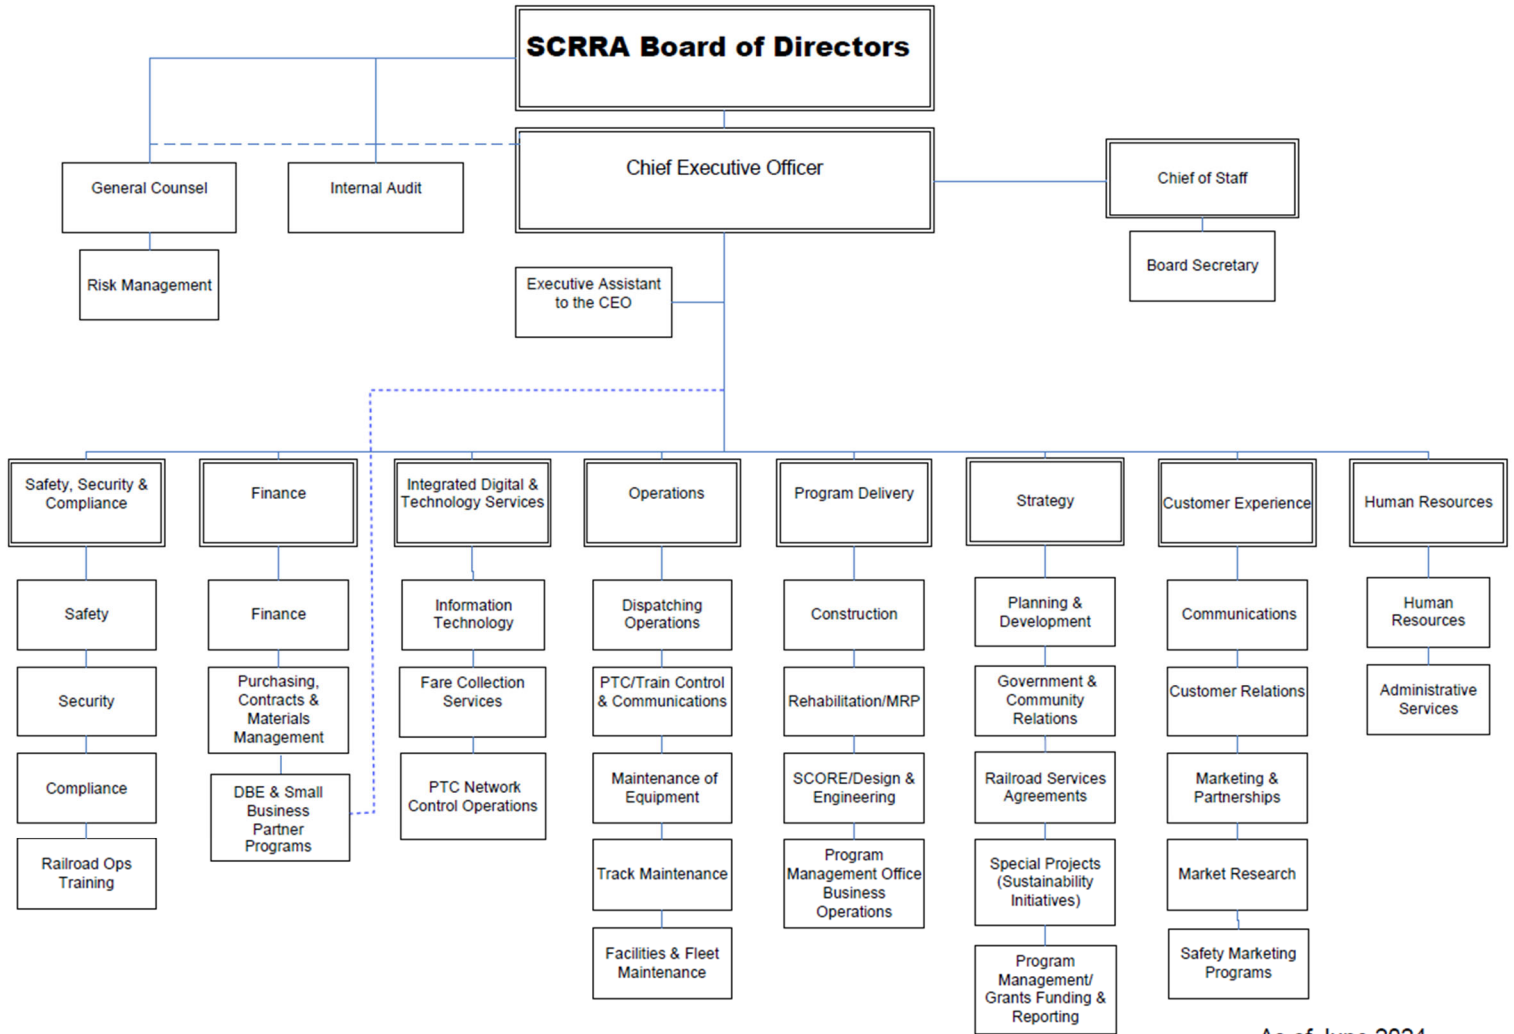 SCRRA Board of Directors
Chief Executive Officer
General Counsel
Internal Audit
Chief of Staff
Risk Management
Board Secretary
Executive Assistant
to the CEO
Safety, Security &
Compliance
Finance
Integrated Digital &
Technology Services
Operations
Program Delivery
Strategy
Customer Experience
Human Resources
Safety
Security
Compliance
Railroad Ops
Training
Finance
Purchasing,
Contracts &
Materials
Management
DBE & Small
Business
Partner
Programs
Information
Technology
Fare Collection
Services
PTC Network
Control Operations
Dispatching
Operations
PTC/Train Control
& Communications
Maintenance of
Equipment
Track Maintenance
Facilities & Fleet
Maintenance
Construction
Rehabilitation/MRP
SCORE/Design &
Engineering
Program
Management Office
Business
Operations
Planning &
Development
Government &
Community
Relations
Railroad Services
Agreements
Special Projects
(Sustainability
Initiatives)
Program
Management/
Grants Funding &
Reporting
Communications
Customer Relations
Marketing &
Partnerships
Market Research
Safety Marketing
Programs
Human
Resources
Administrative
Services
As of June